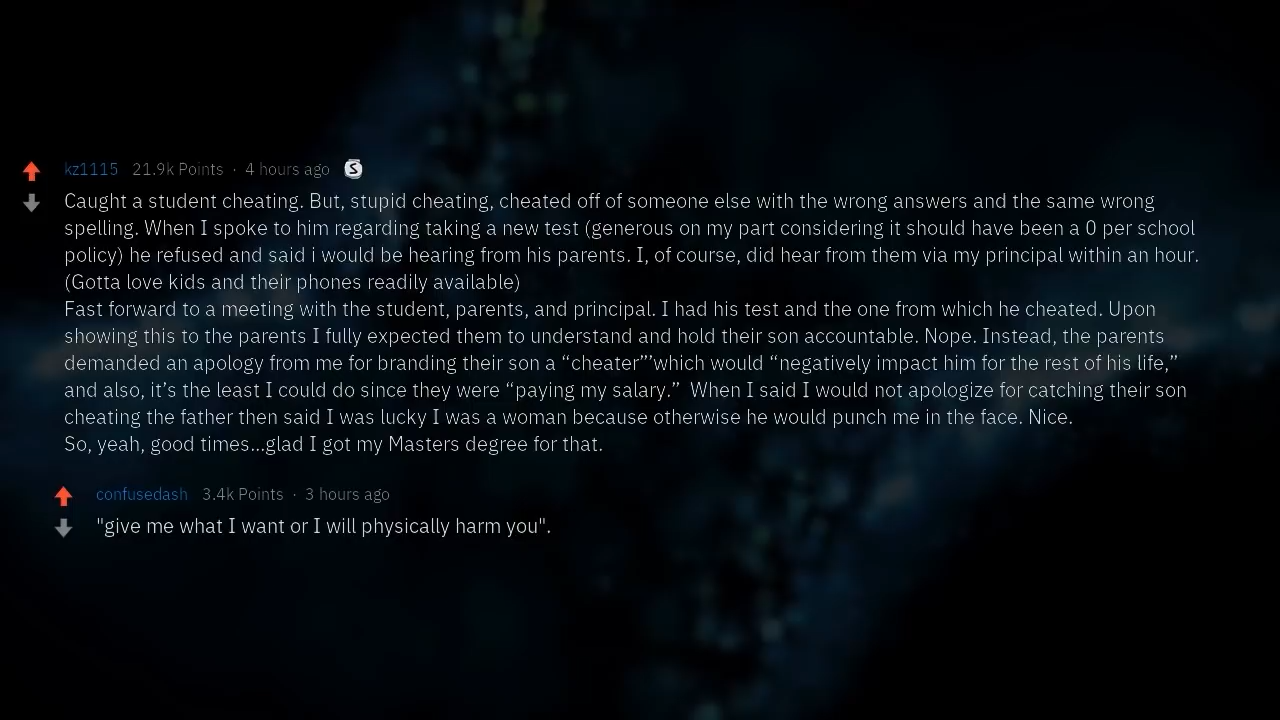 kz1115 21.9k Points · 4 hours ago S
Caught a student cheating. But, stupid cheating, cheated off of someone else with the wrong answers and the same wrong
spelling. When I spoke to him regarding taking a new test (generous on my part considering it should have been a 0 per school
policy) he refused and said i would be hearing from his parents. I, of course, did hear from them via my principal within an hour.
(Gotta love kids and their phones readily available)
Fast forward to a meeting with the student, parents, and principal. I had his test and the one from which he cheated. Upon
showing this to the parents I fully expected them to understand and hold their son accountable. Nope. Instead, the parents
demanded an apology from me for branding their son a “cheater”’which would “negatively impact him for the rest of his life,”
and also, it’s the least I could do since they were “paying my salary.” When I said I would not apologize for catching their son
cheating the father then said I was lucky I was a woman because otherwise he would punch me in the face. Nice.
So, yeah, good times...glad I got my Masters degree for that.
confusedash 3.4k Points · 3 hours ago
"give me what I want or I will physically harm you".